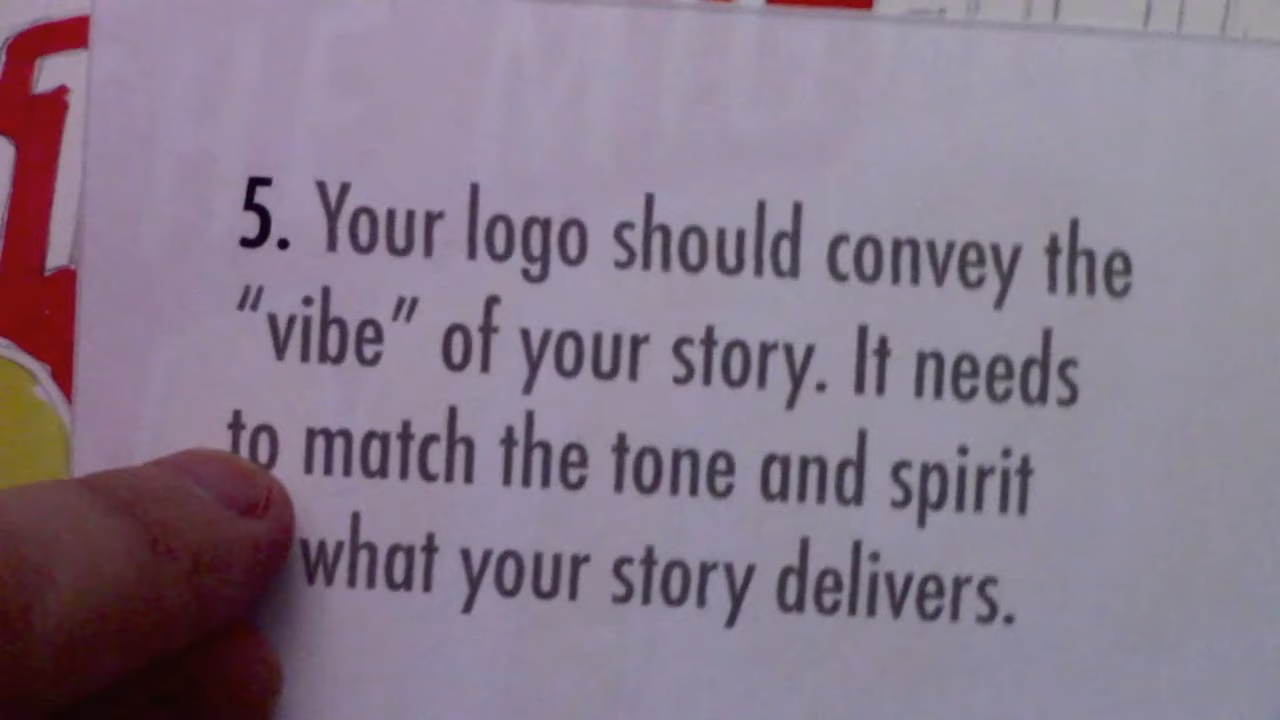 5. Your logo should convey the
"vibe" of your story. It needs
to match the tone and spirit
what your story delivers.